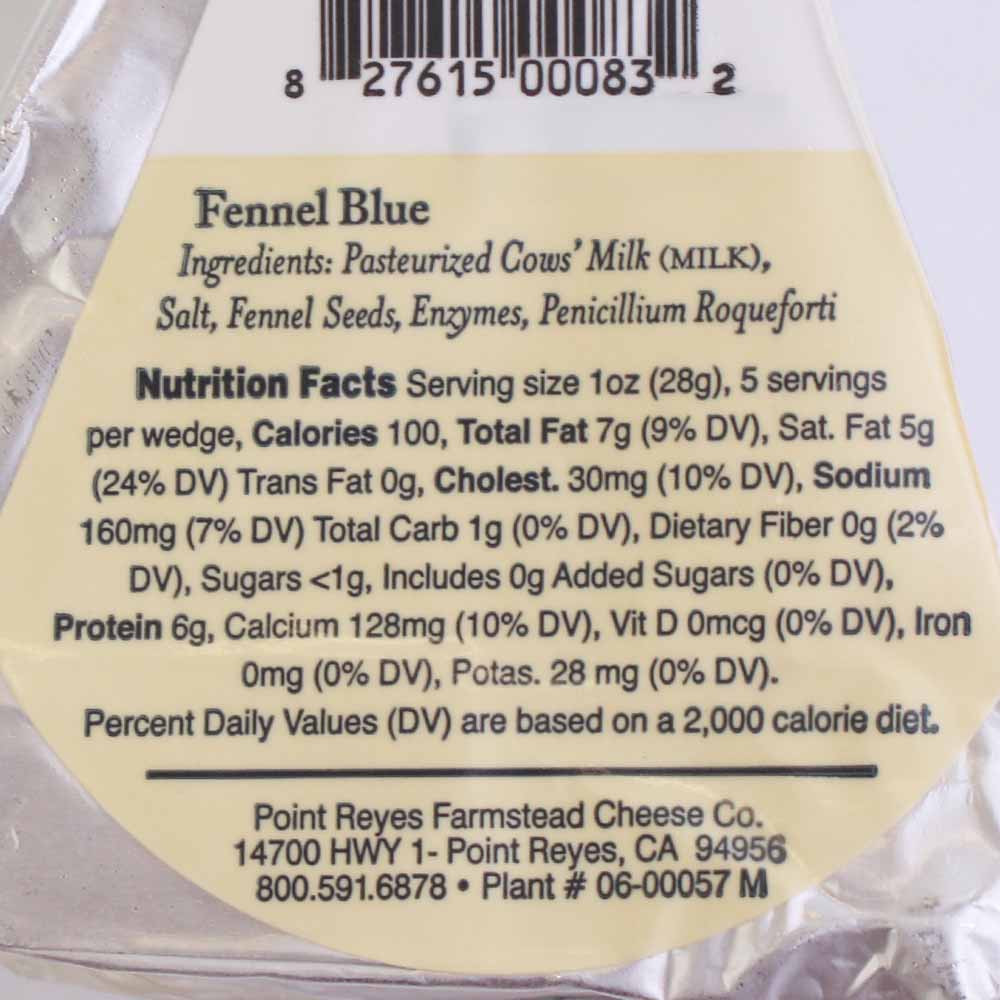 8 27615 00083 2
Fennel Blue
Ingredients: Pasteurized Cows' Milk (MILK),
Salt, Fennel Seeds, Enzymes, Penicillium Roqueforti
Nutrition Facts Serving size 1oz (28g), 5 servings
per wedge, Calories 100, Total Fat 7g (9% DV), Sat. Fat 5g
(24% DV) Trans Fat 0g, Cholest. 30mg (10% DV), Sodium
160mg (7% DV) Total Carb 1g (0% DV), Dietary Fiber 0g (2%
DV), Sugars <1g, Includes 0g Added Sugars (0% DV),
Protein 6g, Calcium 128mg (10% DV), Vit D 0mcg (0% DV), Iron
0mg (0% DV), Potas. 28 mg (0% DV).
Percent Daily Values (DV) are based on a 2,000 calorie diet.
Point Reyes Farmstead Cheese Co.
14700 HWY 1- Point Reyes, CA 94956
800.591.6878 • Plant # 06-00057 M